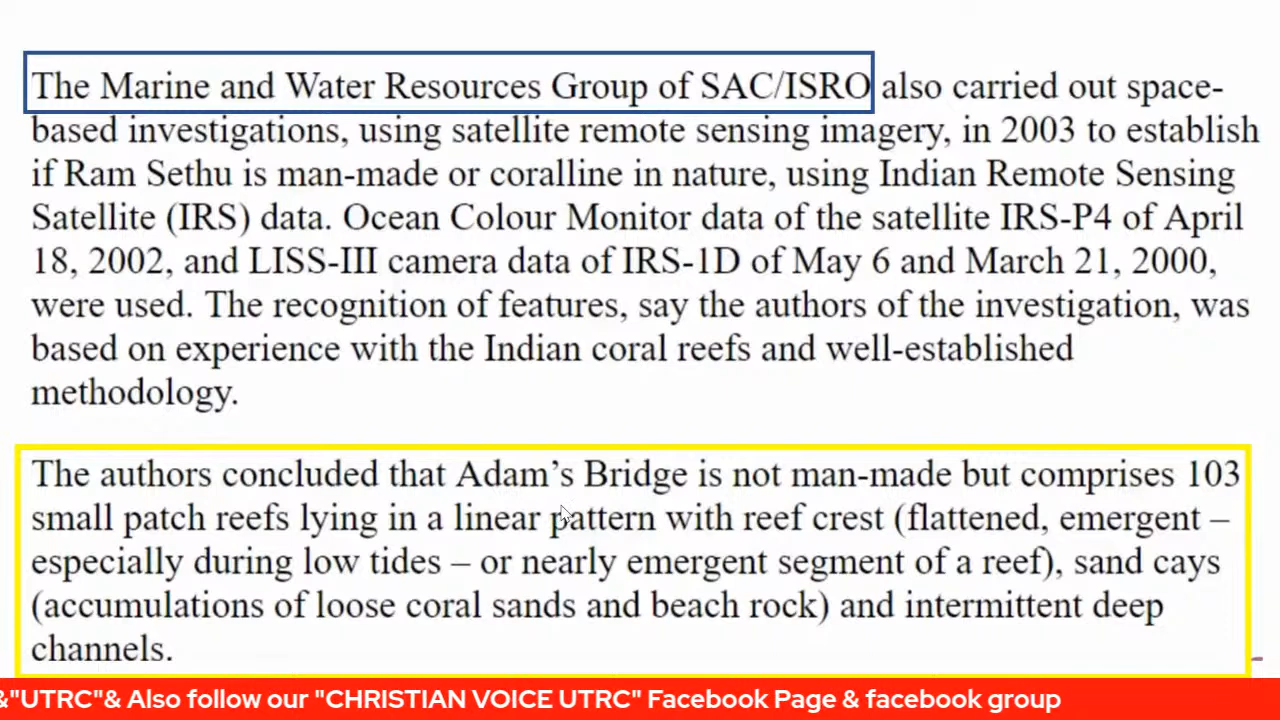 The Marine and Water Resources Group of SAC/ISRO also carried out space-
based investigations, using satellite remote sensing imagery, in 2003 to establish
if Ram Sethu is man-made or coralline in nature, using Indian Remote Sensing
Satellite (IRS) data. Ocean Colour Monitor data of the satellite IRS-P4 of April
18, 2002, and LISS-III camera data of IRS-1D of May 6 and March 21, 2000,
were used. The recognition of features, say the authors of the investigation, was
based on experience with the Indian coral reefs and well-established
methodology.
The authors concluded that Adam’s Bridge is not man-made but comprises 103
small patch reefs lying in a linear pattern with reef crest (flattened, emergent –
especially during low tides – or nearly emergent segment of a reef), sand cays
(accumulations of loose coral sands and beach rock) and intermittent deep
channels.
&"UTRC"& Also follow our "CHRISTIAN VOICE UTRC" Facebook Page & facebook group